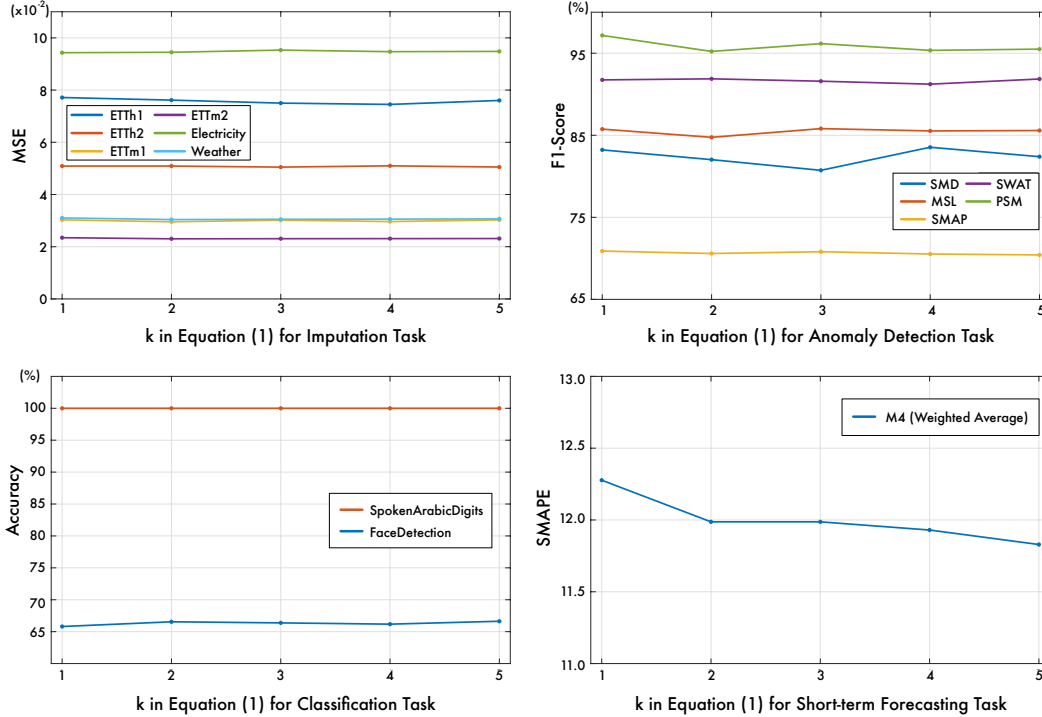 (x10⁻²)
10
8
6
4
2
0
MSE
ETTh1
ETTh2
ETTm1
ETTm2
Electricity
Weather
1 2 3 4 5
k in Equation (1) for Imputation Task
(%)
95
85
75
65
F1-Score
SMD
MSL
SMAP
SWAT
PSM
1 2 3 4 5
k in Equation (1) for Anomaly Detection Task
(%)
100
95
90
85
80
75
70
65
Accuracy
SpokenArabicDigits
FaceDetection
1 2 3 4 5
k in Equation (1) for Classification Task
13.0
12.5
12.0
11.5
11.0
SMAPE
M4 (Weighted Average)
1 2 3 4 5
k in Equation (1) for Short-term Forecasting Task